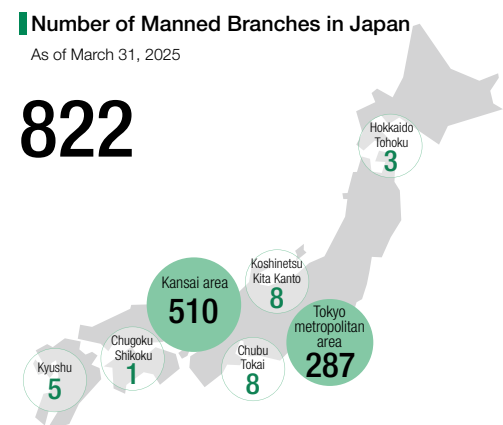 Number of Manned Branches in Japan
As of March 31, 2025
822
Hokkaido
Tohoku
3
Koshinetsu
Kita Kanto
8
Kansai area
510
Tokyo
metropolitan
area
287
Chugoku
Shikoku
1
Chubu
Tokai
8
Kyushu
5